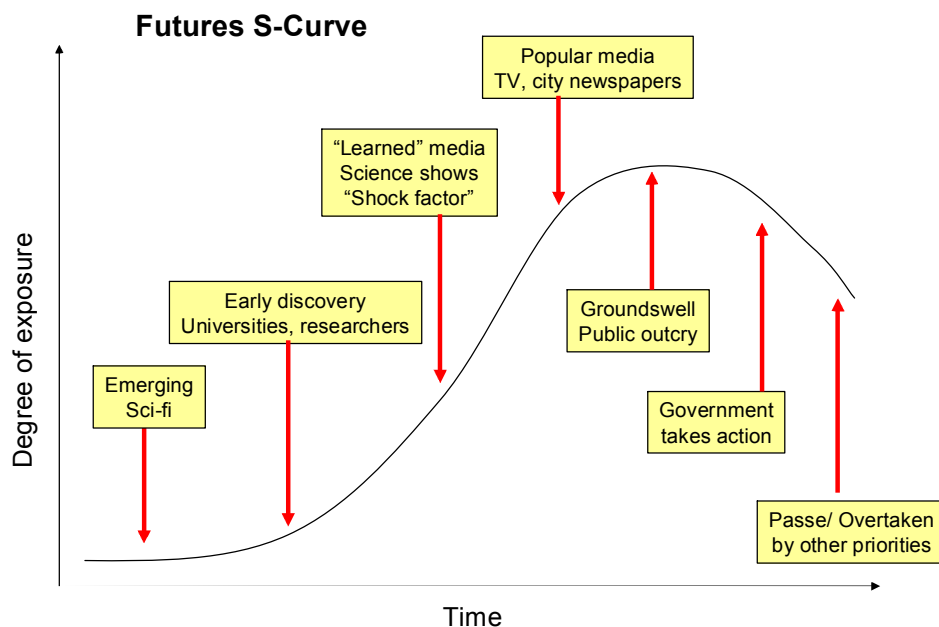 Futures S-Curve
Popular media
TV, city newspapers
“Learned” media
Science shows
“Shock factor”
Early discovery
Universities, researchers
Emerging
Sci-fi
Groundswell
Public outcry
Government
takes action
Passe/ Overtaken
by other priorities
Degree of exposure
Time